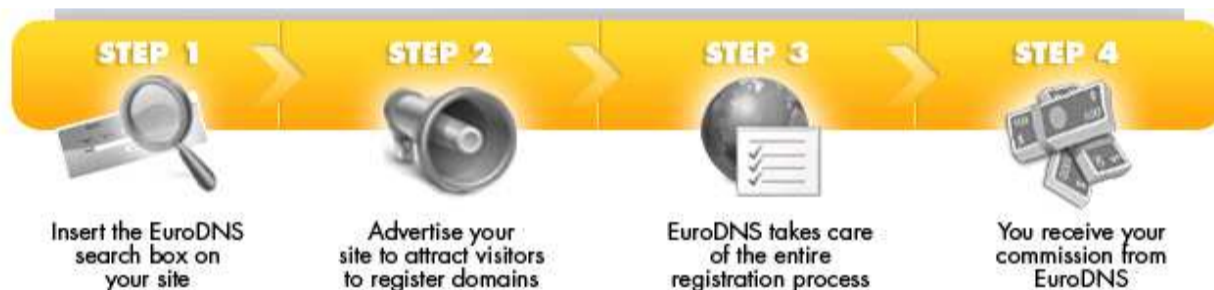 STEP 1
STEP 2
STEP 3
STEP 4
Insert the EuroDNS
search box on
your site
Advertise your
site to attract visitors
to register domains
EuroDNS takes care
of the entire
registration process
You receive your
commission from
EuroDNS